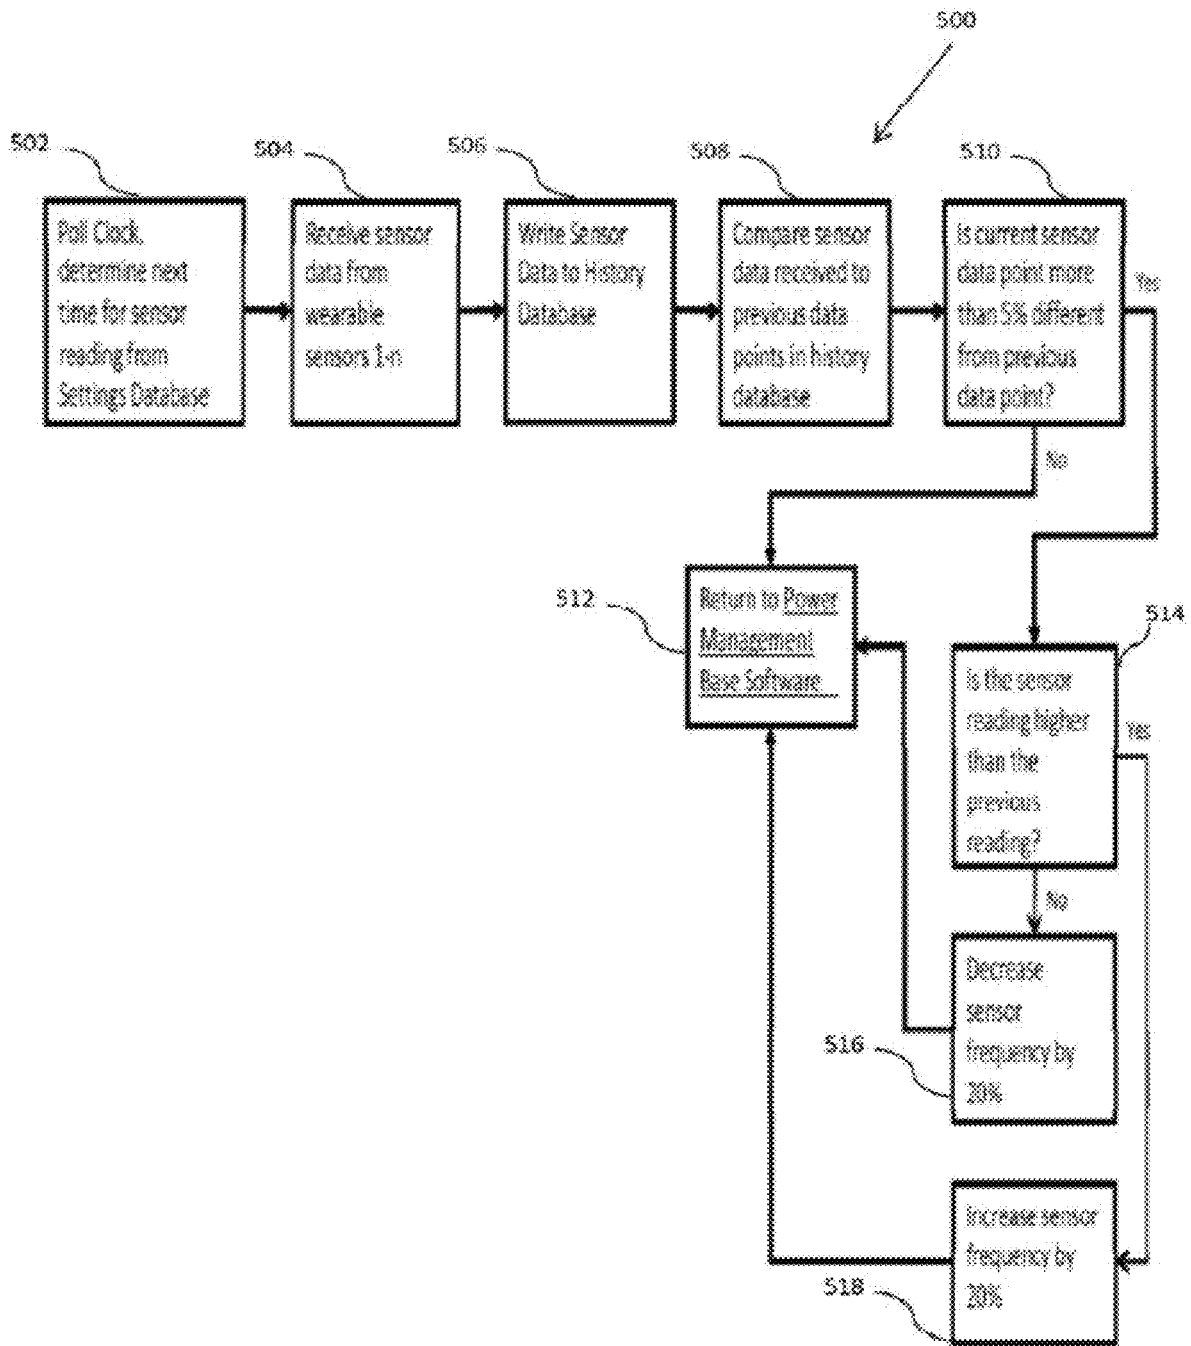 500
502
504
506
508
510
Poll Clock,
determine next
time for sensor
reading from
Settings Database
Receive sensor
data from
wearable
sensors 1-n
Write Sensor
Data to History
Database
Compare sensor
data received to
previous data
points in history
database
Is current sensor
data point more
than 5% different
from previous
data point?
Yes
No
512
Return to Power
Management
Base Software
514
Is the sensor
reading higher
than the
previous
reading?
Yes
No
516
Decrease
sensor
frequency by
20%
518
Increase sensor
frequency by
20%